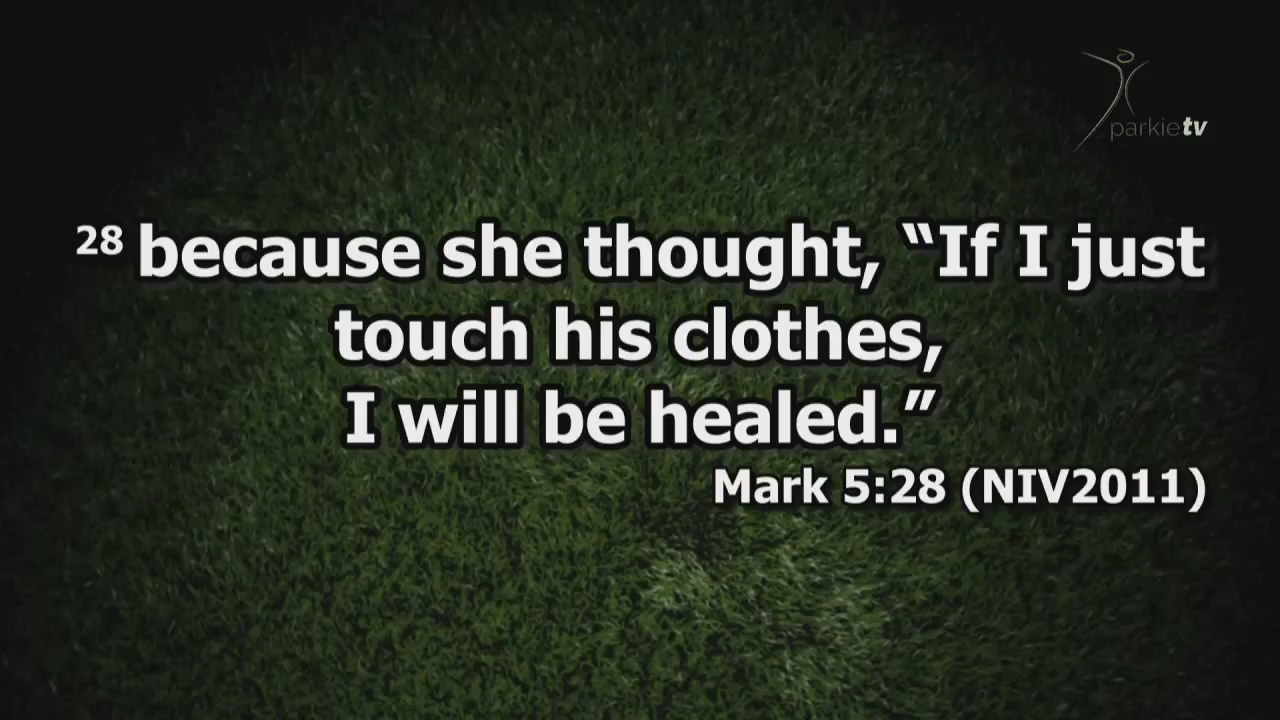 parkietv
28 because she thought, “If I just
touch his clothes,
I will be healed.”
Mark 5:28 (NIV2011)